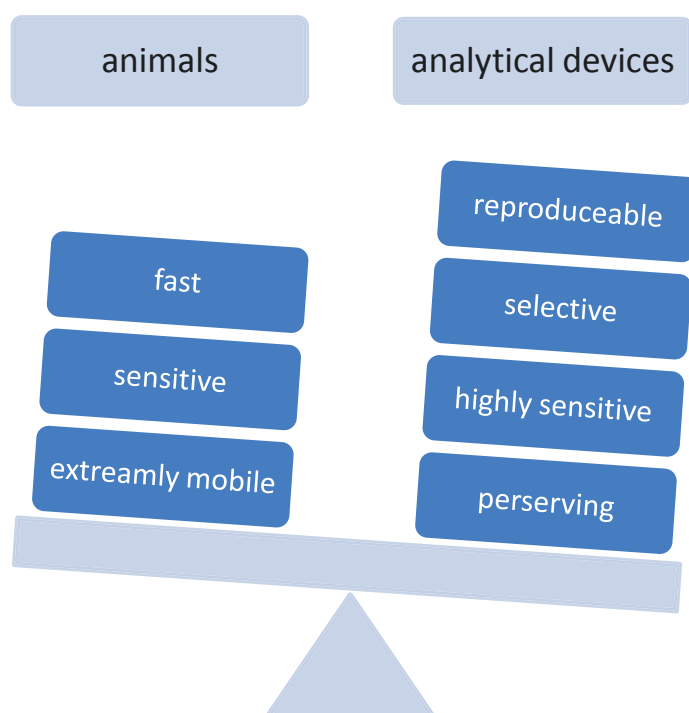 animals
analytical devices
reproduceable
fast
selective
sensitive
highly sensitive
extreamly mobile
perserving